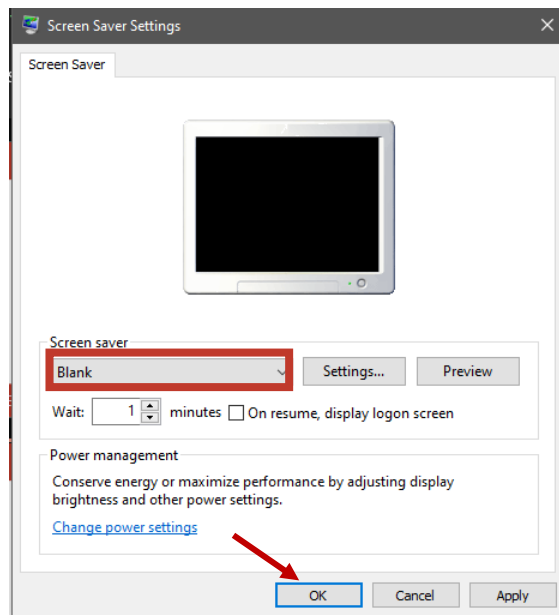 Screen Saver Settings
Screen Saver
Screen saver
Blank
Settings...
Preview
Wait: 1 minutes On resume, display logon screen
Power management
Conserve energy or maximize performance by adjusting display
brightness and other power settings.
Change power settings
OK
Cancel
Apply